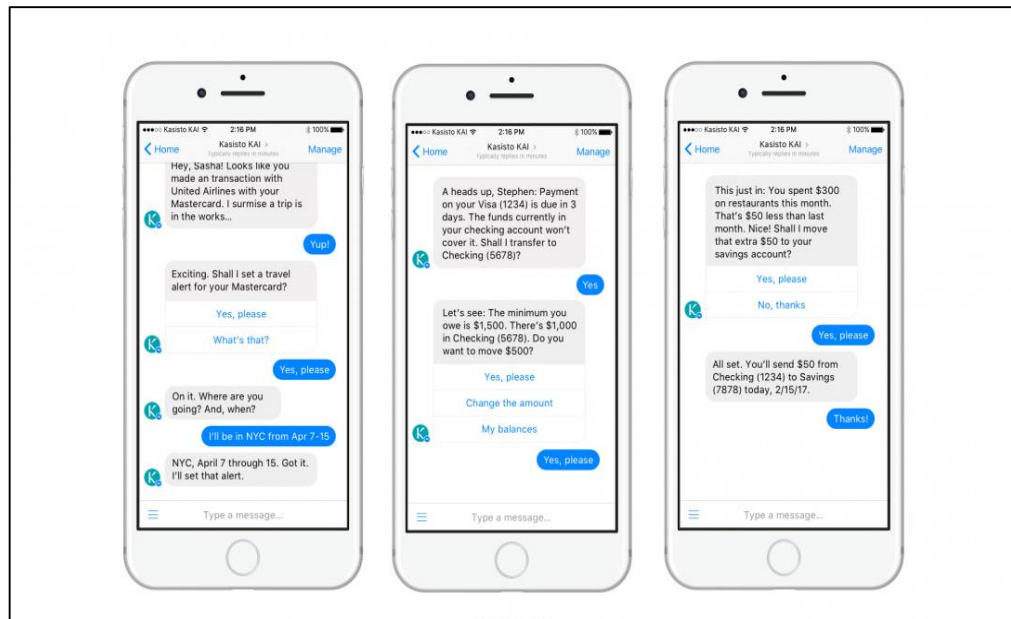 Kasisto KAI
2:16 PM
100%
Home
Kasisto KAI >
Typically replies in minutes
Manage
Hey, Sasha! Looks like you
made an transaction with
United Airlines with your
Mastercard. I surmise a trip is
in the works...
Yup!
Exciting. Shall I set a travel
alert for your Mastercard?
Yes, please
What's that?
Yes, please
On it. Where are you
going? And, when?
I'll be in NYC from Apr 7-15
NYC, April 7 through 15. Got it.
I'll set that alert.
Type a message...
Kasisto KAI
2:16 PM
100%
Home
Kasisto KAI >
Typically replies in minutes
Manage
A heads up, Stephen: Payment
on your Visa (1234) is due in 3
days. The funds currently in
your checking account won't
cover it. Shall I transfer to
Checking (5678)?
Yes
Let's see: The minimum you
owe is $1,500. There's $1,000
in Checking (5678). Do you
want to move $500?
Yes, please
Change the amount
My balances
Yes, please
Type a message...
Kasisto KAI
2:16 PM
100%
Home
Kasisto KAI >
Typically replies in minutes
Manage
This just in: You spent $300
on restaurants this month.
That's $50 less than last
month. Nice! Shall I move
that extra $50 to your
savings account?
Yes, please
No, thanks
Yes, please
All set. You'll send $50 from
Checking (1234) to Savings
(7878) today, 2/15/17.
Thanks!
Type a message...